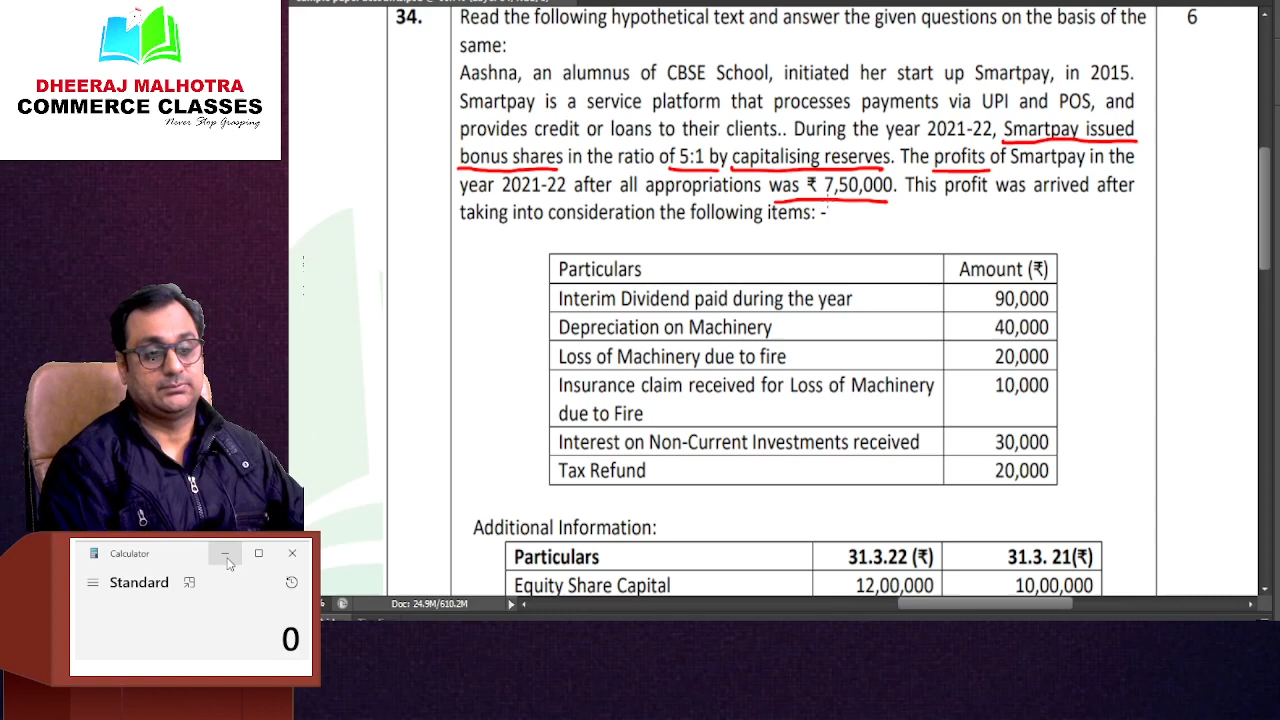 DHEERAJ MALHOTRA
COMMERCE CLASSES
Never Stop Grasping
34.
Read the following hypothetical text and answer the given questions on the basis of the
same:
6
Aashna, an alumnus of CBSE School, initiated her start up Smartpay, in 2015.
Smartpay is a service platform that processes payments via UPI and POS, and
provides credit or loans to their clients.. During the year 2021-22, Smartpay issued
bonus shares in the ratio of 5:1 by capitalising reserves. The profits of Smartpay in the
year 2021-22 after all appropriations was ₹ 7,50,000. This profit was arrived after
taking into consideration the following items: -
Particulars Amount (₹)
Interim Dividend paid during the year 90,000
Depreciation on Machinery 40,000
Loss of Machinery due to fire 20,000
Insurance claim received for Loss of Machinery 10,000
due to Fire
Interest on Non-Current Investments received 30,000
Tax Refund 20,000
Additional Information:
Particulars 31.3.22 (₹) 31.3. 21(₹)
Equity Share Capital 12,00,000 10,00,000
Doc: 24.9M/610.2M
Calculator
Standard
0